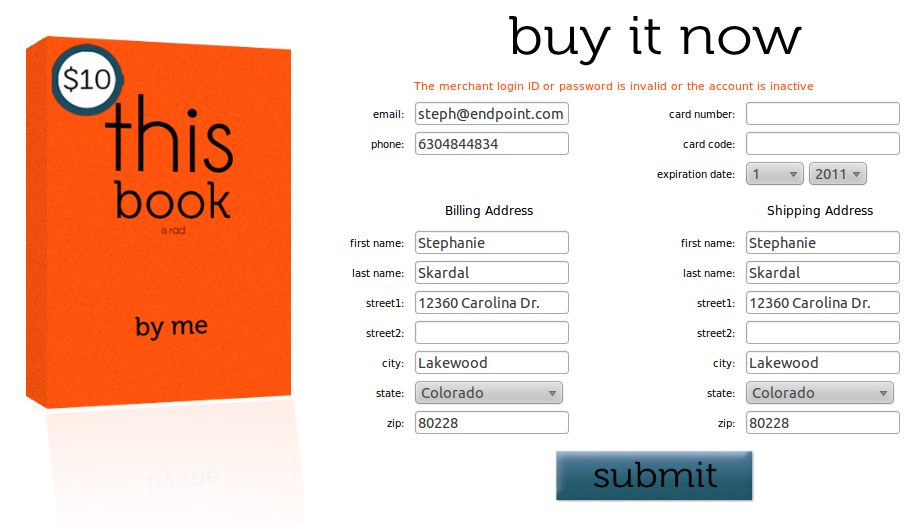 $10
this
book
is rad
by me
by me
buy it now
The merchant login ID or password is invalid or the account is inactive
email: steph@endpoint.com
phone: 6304844834
card number:
card code:
expiration date: 1 2011
Billing Address
first name: Stephanie
last name: Skardal
street1: 12360 Carolina Dr.
street2:
city: Lakewood
state: Colorado
zip: 80228
Shipping Address
first name: Stephanie
last name: Skardal
street1: 12360 Carolina Dr.
street2:
city: Lakewood
state: Colorado
zip: 80228
submit